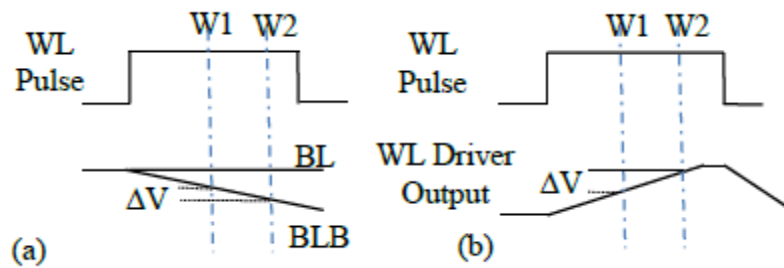 W1 W2
WL
Pulse
BL
ΔV
BLB
(a)
W1 W2
WL
Pulse
WL Driver
Output
ΔV
(b)